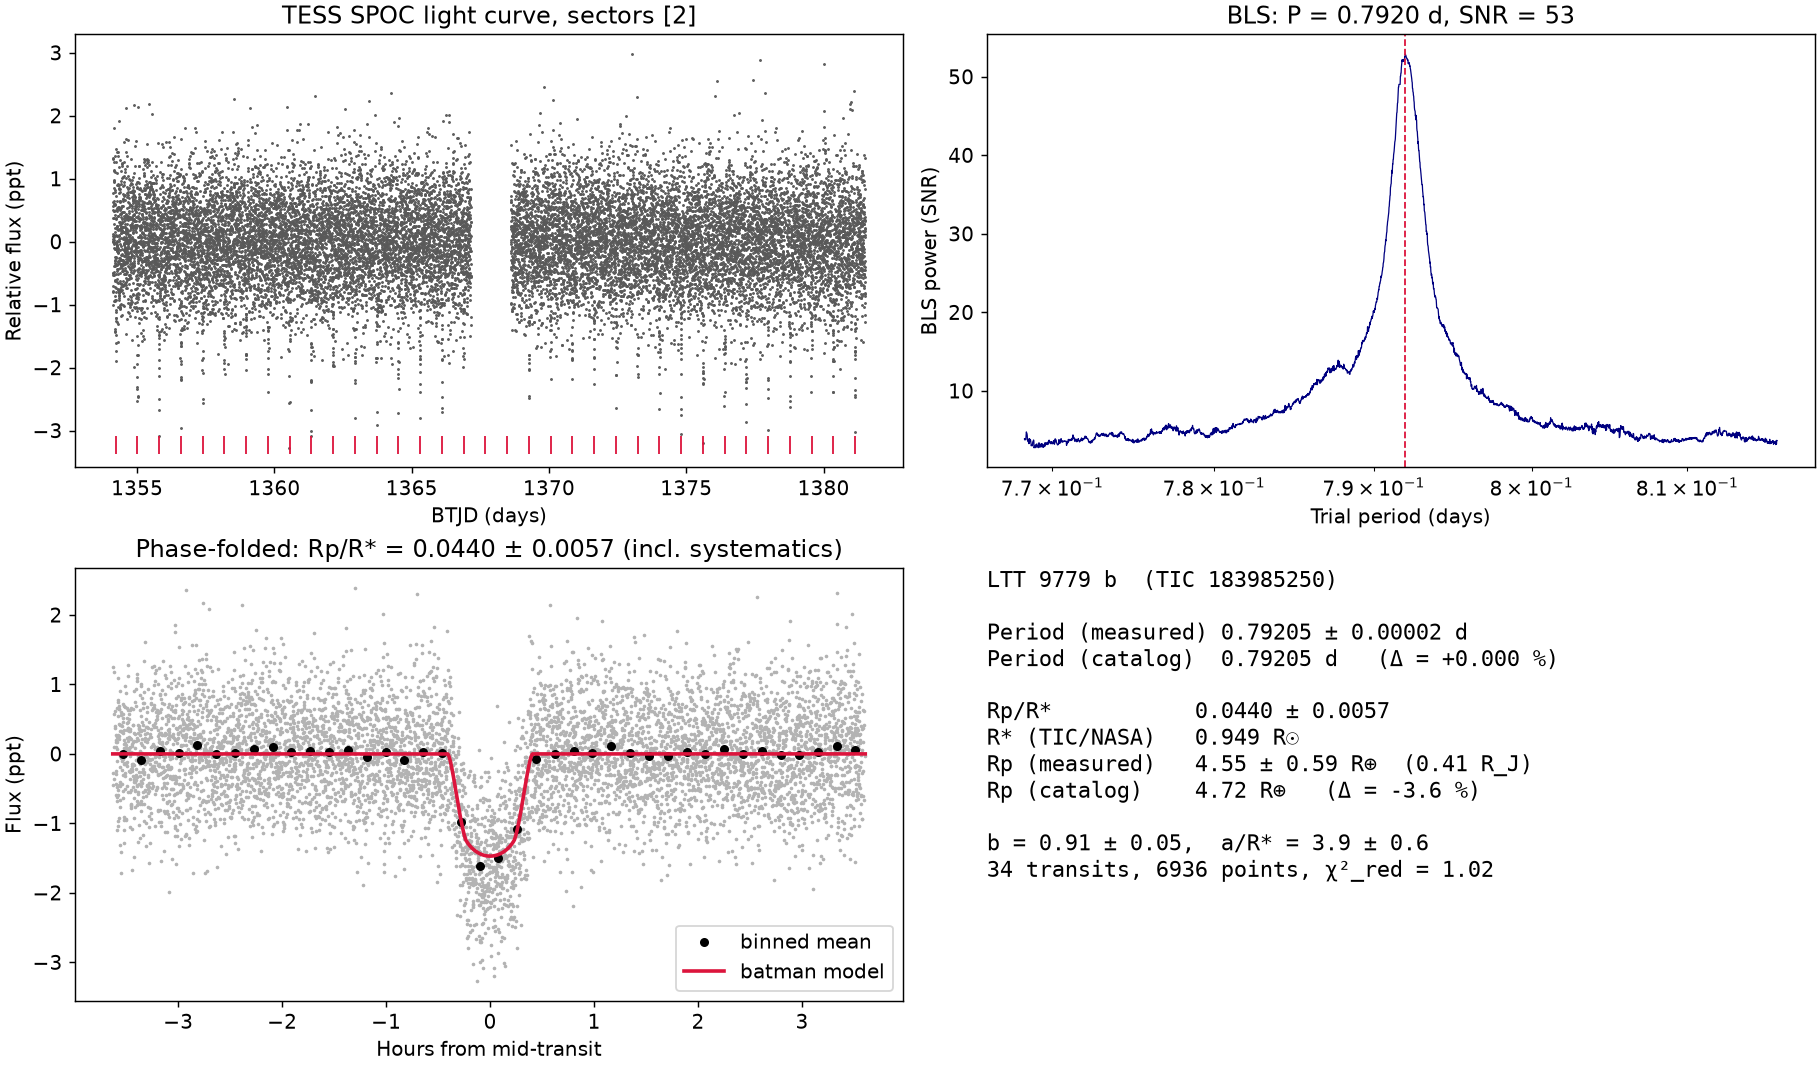 TESS SPOC light curve, sectors [2]
Relative flux (ppt)
3
2
1
0
−1
−2
−3
1355 1360 1365 1370 1375 1380
BTJD (days)
BLS: P = 0.7920 d, SNR = 53
BLS power (SNR)
50
40
30
20
10
7.7 × 10⁻¹ 7.8 × 10⁻¹ 7.9 × 10⁻¹ 8 × 10⁻¹ 8.1 × 10⁻¹
Trial period (days)
Phase-folded: Rp/R* = 0.0440 ± 0.0057 (incl. systematics)
Flux (ppt)
2
1
0
−1
−2
−3
binned mean
batman model
−3 −2 −1 0 1 2 3
Hours from mid-transit
LTT 9779 b (TIC 183985250)
Period (measured) 0.79205 ± 0.00002 d
Period (catalog) 0.79205 d (Δ = +0.000 %)
Rp/R* 0.0440 ± 0.0057
R* (TIC/NASA) 0.949 R☉
Rp (measured) 4.55 ± 0.59 R⊕ (0.41 R_J)
Rp (catalog) 4.72 R⊕ (Δ = -3.6 %)
b = 0.91 ± 0.05, a/R* = 3.9 ± 0.6
34 transits, 6936 points, χ²_red = 1.02